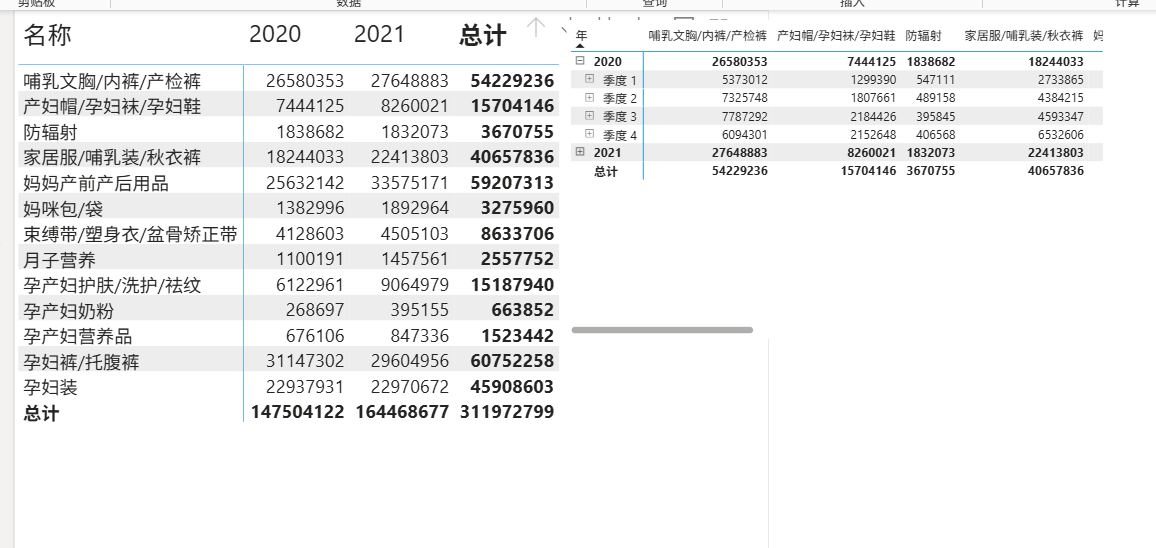 剪贴板 数据 查询 插入 计算
名称 2020 2021 总计
哺乳文胸/内裤/产检裤 26580353 27648883 54229236
产妇帽/孕妇袜/孕妇鞋 7444125 8260021 15704146
防辐射 1838682 1832073 3670755
家居服/哺乳装/秋衣裤 18244033 22413803 40657836
妈妈产前产后用品 25632142 33575171 59207313
妈咪包/袋 1382996 1892964 3275960
束缚带/塑身衣/盆骨矫正带 4128603 4505103 8633706
月子营养 1100191 1457561 2557752
孕产妇护肤/洗护/祛纹 6122961 9064979 15187940
孕产妇奶粉 268697 395155 663852
孕产妇营养品 676106 847336 1523442
孕妇裤/托腹裤 31147302 29604956 60752258
孕妇装 22937931 22970672 45908603
总计 147504122 164468677 311972799
年 哺乳文胸/内裤/产检裤 产妇帽/孕妇袜/孕妇鞋 防辐射 家居服/哺乳装/秋衣裤 妈
2020 26580353 7444125 1838682 18244033
季度 1 5373012 1299390 547111 2733865
季度 2 7325748 1807661 489158 4384215
季度 3 7787292 2184426 395845 4593347
季度 4 6094301 2152648 406568 6532606
2021 27648883 8260021 1832073 22413803
总计 54229236 15704146 3670755 40657836